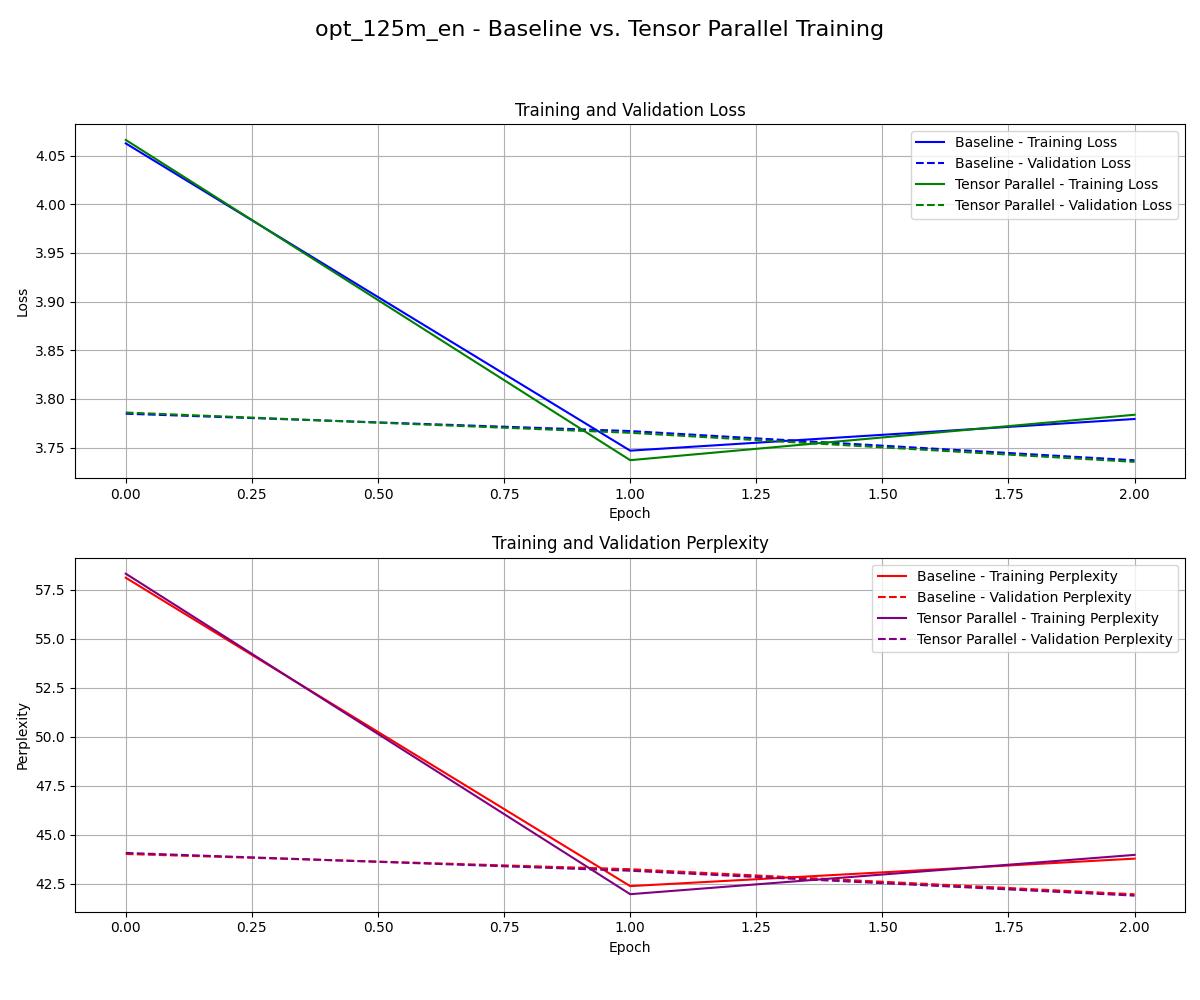 opt_125m_en - Baseline vs. Tensor Parallel Training
Training and Validation Loss
Loss
4.05
4.00
3.95
3.90
3.85
3.80
3.75
Baseline - Training Loss
Baseline - Validation Loss
Tensor Parallel - Training Loss
Tensor Parallel - Validation Loss
0.00 0.25 0.50 0.75 1.00 1.25 1.50 1.75 2.00
Epoch
Training and Validation Perplexity
Perplexity
57.5
55.0
52.5
50.0
47.5
45.0
42.5
Baseline - Training Perplexity
Baseline - Validation Perplexity
Tensor Parallel - Training Perplexity
Tensor Parallel - Validation Perplexity
0.00 0.25 0.50 0.75 1.00 1.25 1.50 1.75 2.00
Epoch